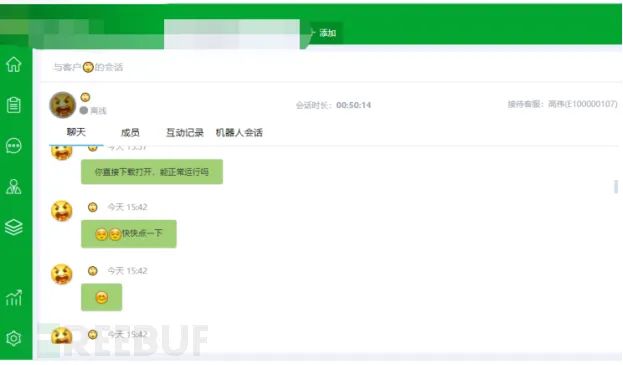 添加
与客户🙄的会话
离线
会话时长：00:50:14
接待客服：高伟(E100000107)
聊天 成员 互动记录 机器人会话
今天 15:37
你直接下载打开，能正常运行吗
今天 15:42
快快点一下
今天 15:42
今天 15:42
REEBUF